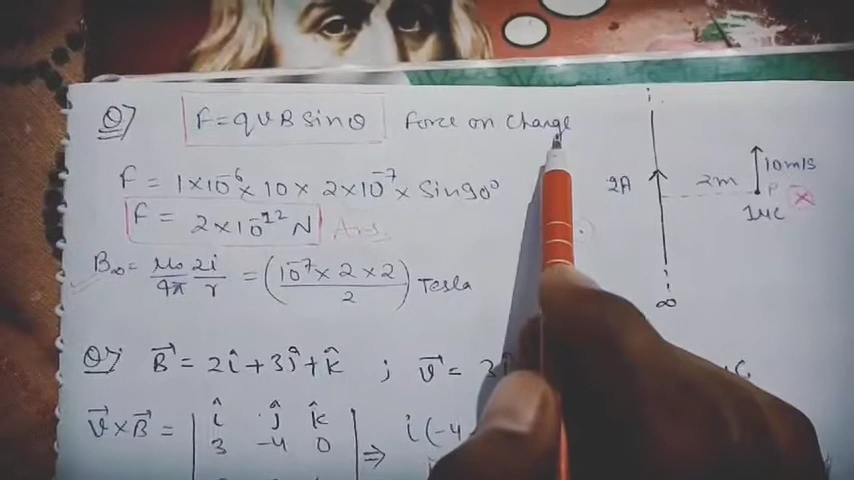 Q7 F = qvB sinθ Force on Charge
F = 1×10⁻⁶ × 10 × 2×10⁻⁷ × Sin90°
F = 2×10⁻¹² N Ans.
B∞ = μ₀/4π 2i/r = (10⁻⁷×2×2/2) Tesla
2A
2m
10m/s
P
1μC
∞
Q7 B⃗ = 2î+3ĵ+k̂ ; v⃗ = 3
v⃗×B⃗ = | î ĵ k̂ ⇒ i(-4
3 -4 0